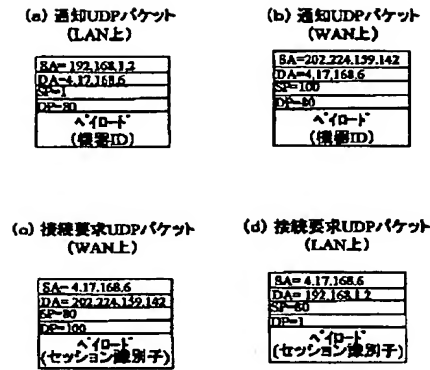 (a) 通知UDPパケット
(LAN上)
SA= 192.168.1.2
DA=4.17.168.6
SP=1
DP=80
ペイロード
(機器ID)
(b) 通知UDPパケット
(WAN上)
SA=202.224.159.142
DA=4.17.168.6
SP=100
DP=80
ペイロード
(機器ID)
(c) 接続要求UDPパケット
(WAN上)
SA= 4.17.168.6
DA= 202.224.159.142
SP=80
DP=100
ペイロード
(セッション識別子)
(d) 接続要求UDPパケット
(LAN上)
SA= 4.17.168.6
DA= 192.168.1.2
SP=80
DP=1
ペイロード
(セッション識別子)